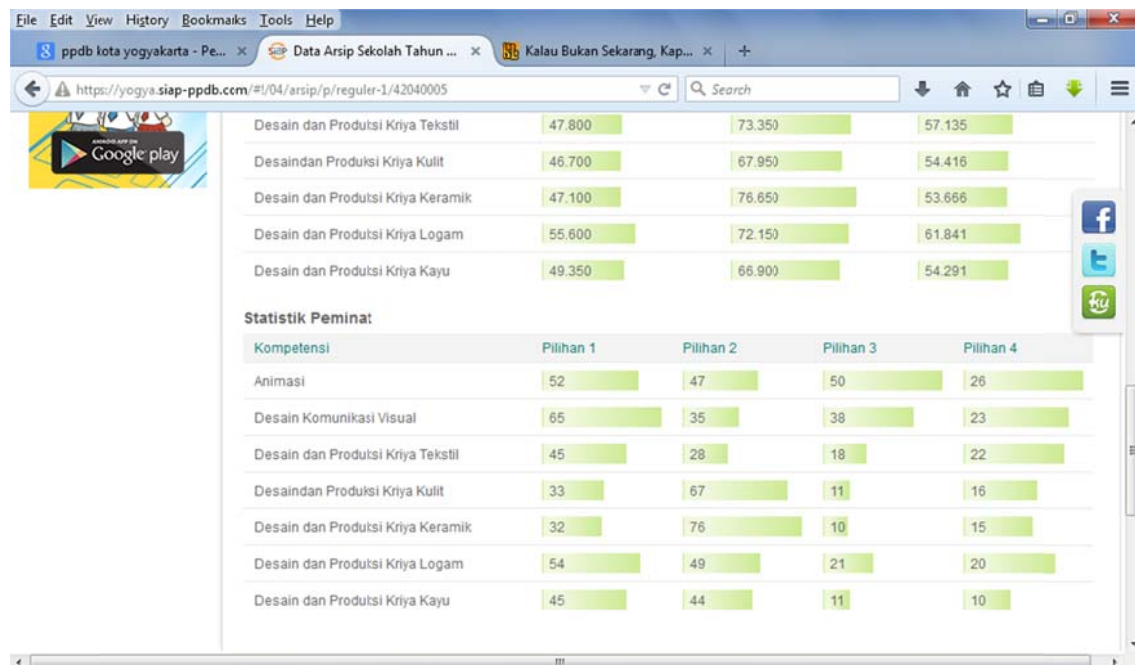 File Edit View History Bookmarks Tools Help
ppdb kota yogyakarta - Pe... × Data Arsip Sekolah Tahun ... × Kalau Bukan Sekarang, Kap... × +
https://yogya.siap-ppdb.com/#!/04/arsip/p/reguler-1/42040005 Search
ANDROID APP ON
Google play
Desain dan Produksi Kriya Tekstil 47.800 73.350 57.135
Desaindan Produksi Kriya Kulit 46.700 67.950 54.416
Desain dan Produksi Kriya Keramik 47.100 76.650 53.666
Desain dan Produksi Kriya Logam 55.600 72.150 61.841
Desain dan Produksi Kriya Kayu 49.350 66.900 54.291
Statistik Peminat
Kompetensi Pilihan 1 Pilihan 2 Pilihan 3 Pilihan 4
Animasi 52 47 50 26
Desain Komunikasi Visual 65 35 38 23
Desain dan Produksi Kriya Tekstil 45 28 18 22
Desaindan Produksi Kriya Kulit 33 67 11 16
Desain dan Produksi Kriya Keramik 32 76 10 15
Desain dan Produksi Kriya Logam 54 49 21 20
Desain dan Produksi Kriya Kayu 45 44 11 10